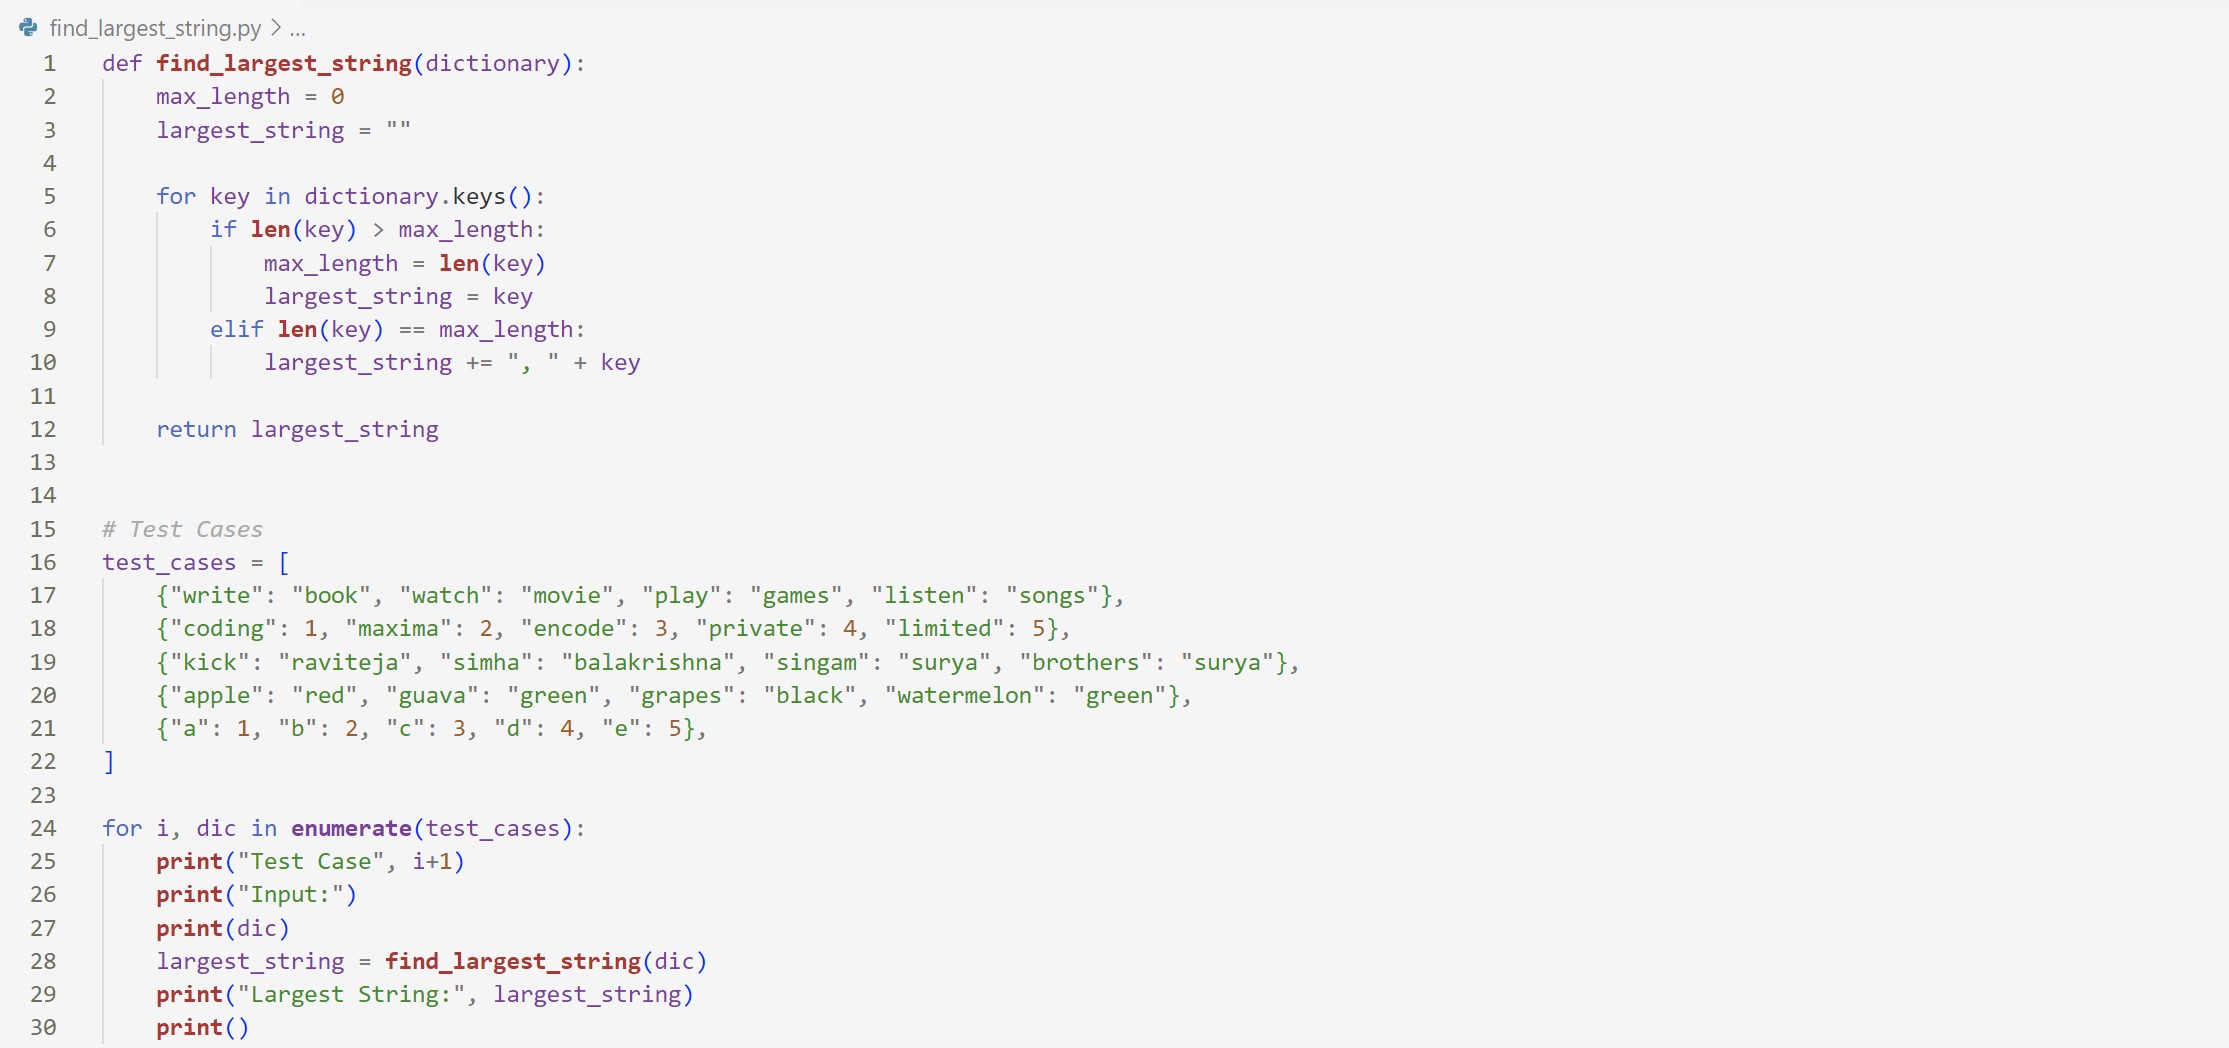 find_largest_string.py > ...
1 def find_largest_string(dictionary):
2     max_length = 0
3     largest_string = ""
4
5     for key in dictionary.keys():
6         if len(key) > max_length:
7             max_length = len(key)
8             largest_string = key
9         elif len(key) == max_length:
10             largest_string += ", " + key
11
12     return largest_string
13
14
15 # Test Cases
16 test_cases = [
17     {"write": "book", "watch": "movie", "play": "games", "listen": "songs"},
18     {"coding": 1, "maxima": 2, "encode": 3, "private": 4, "limited": 5},
19     {"kick": "raviteja", "simha": "balakrishna", "singam": "surya", "brothers": "surya"},
20     {"apple": "red", "guava": "green", "grapes": "black", "watermelon": "green"},
21     {"a": 1, "b": 2, "c": 3, "d": 4, "e": 5},
22 ]
23
24 for i, dic in enumerate(test_cases):
25     print("Test Case", i+1)
26     print("Input:")
27     print(dic)
28     largest_string = find_largest_string(dic)
29     print("Largest String:", largest_string)
30     print()